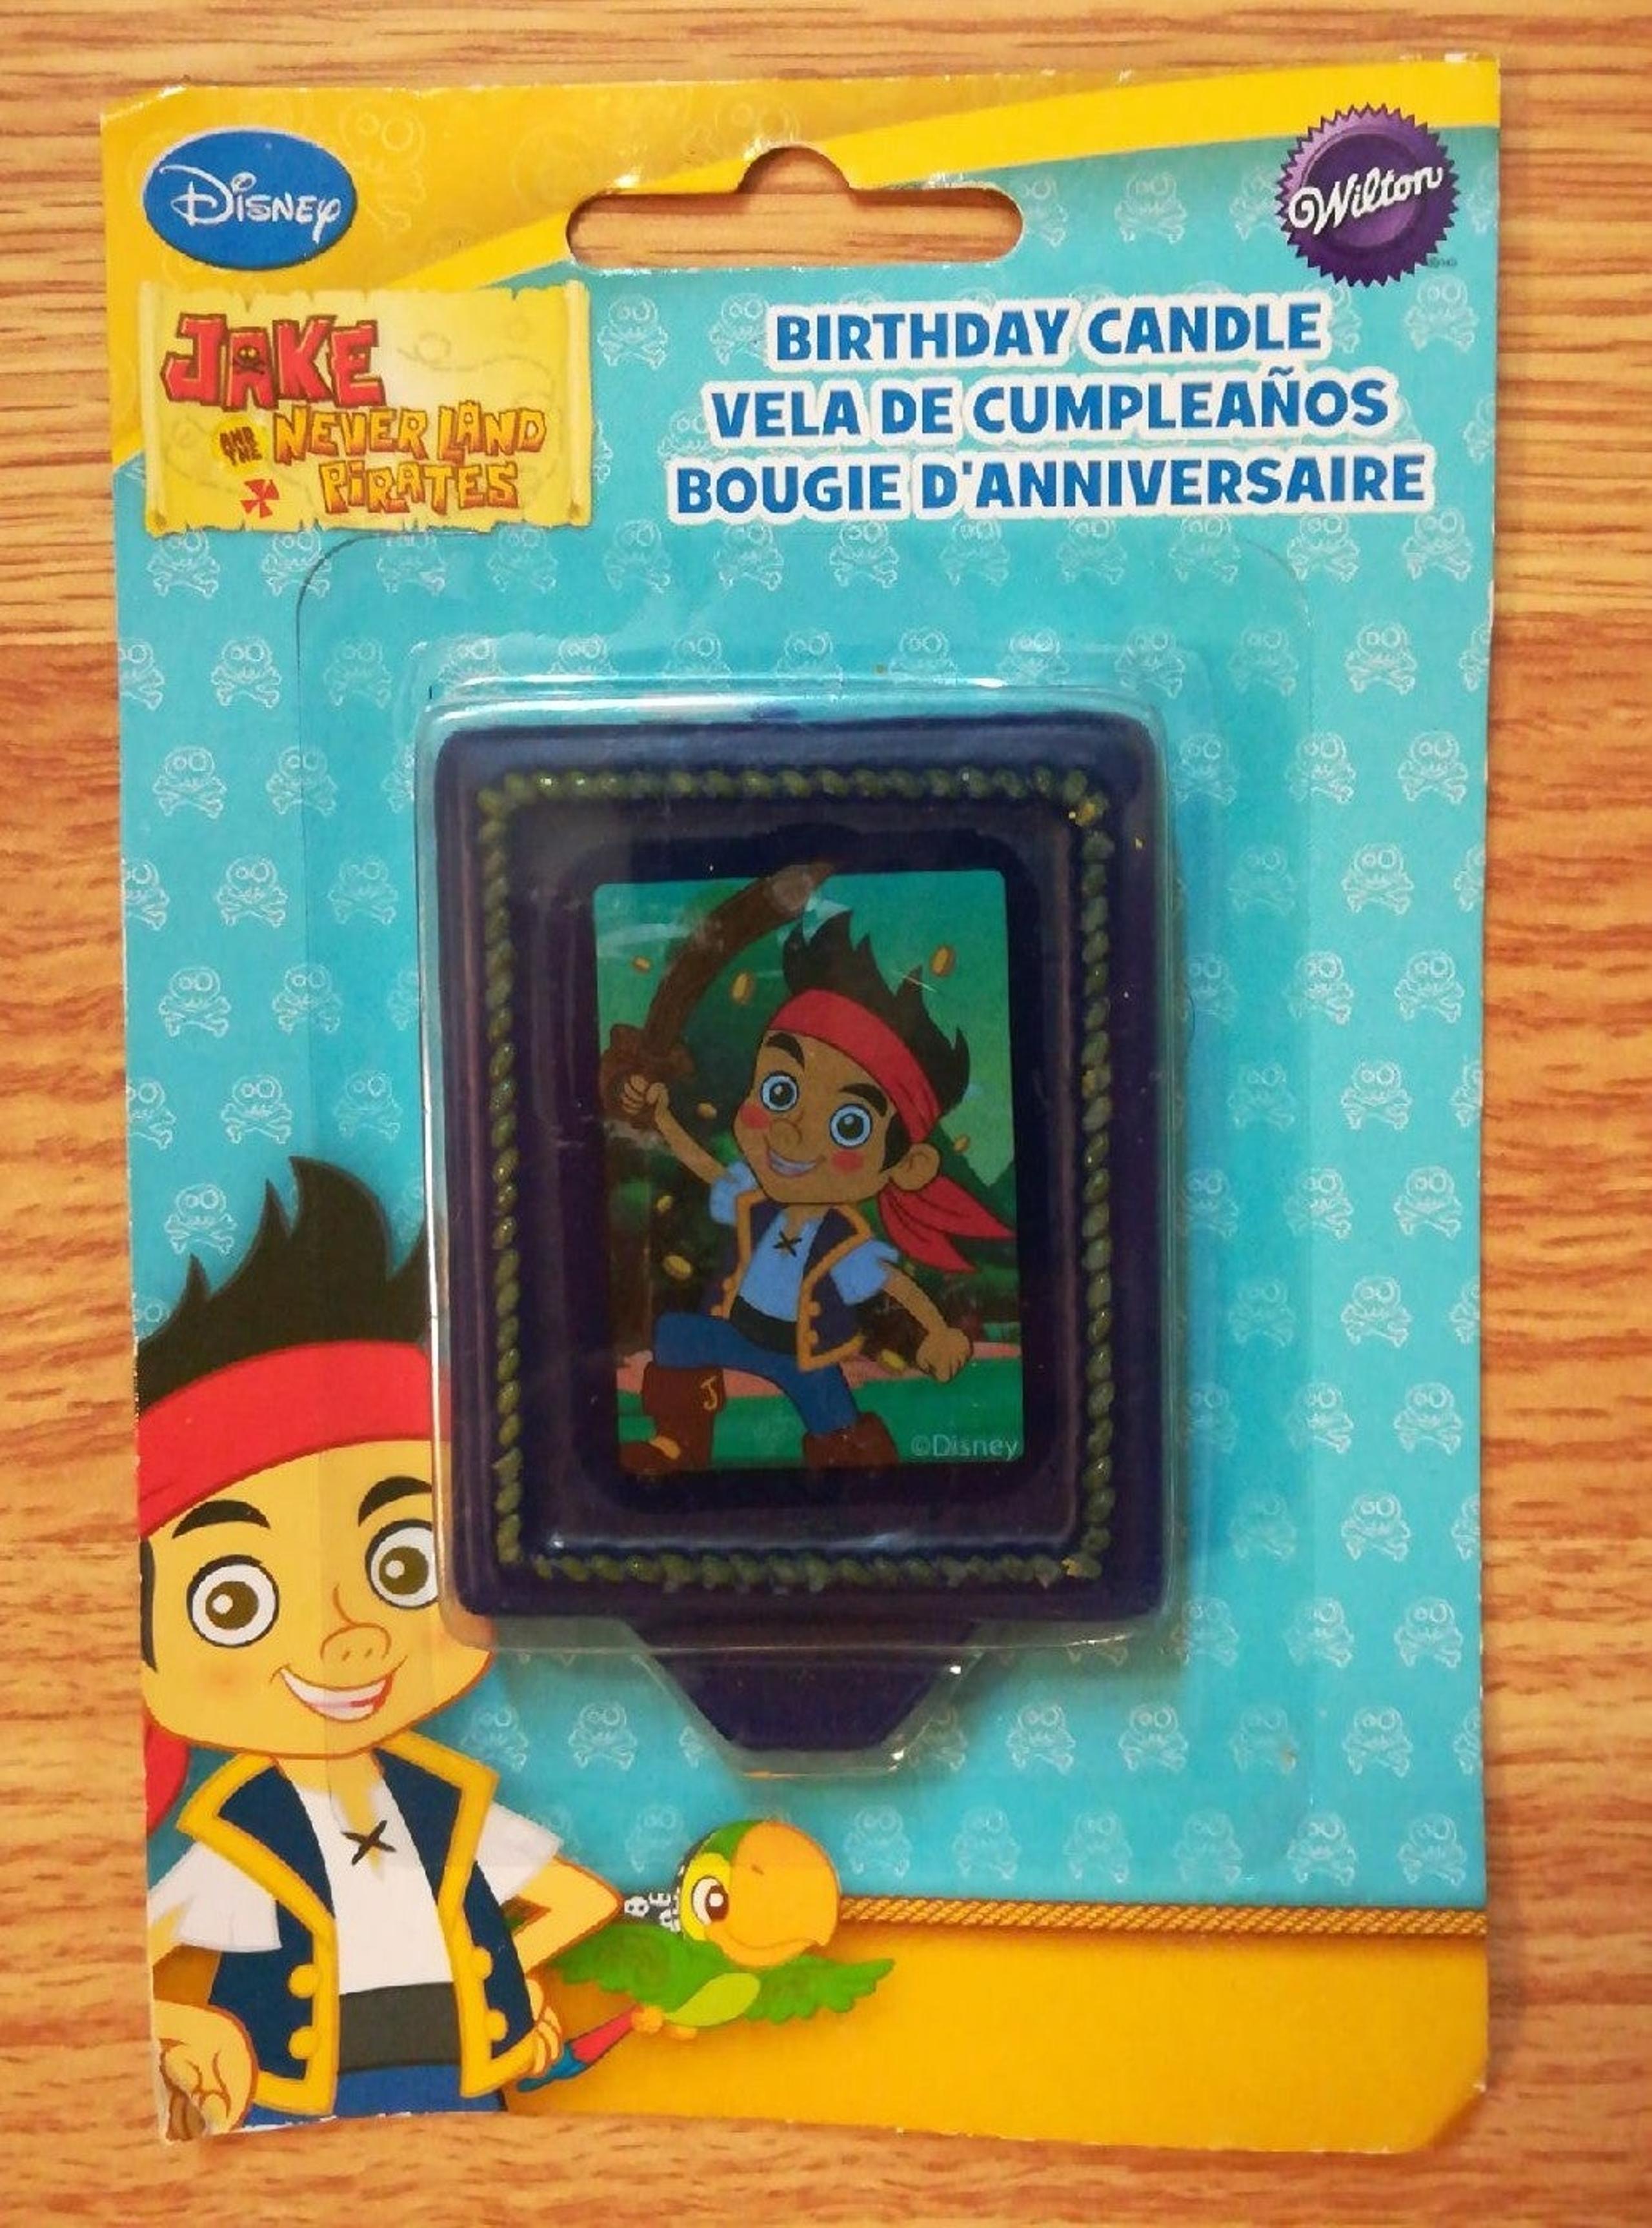 Disney
Wilton
JAKE
AND THE NEVER LAND
PIRATES
BIRTHDAY CANDLE
VELA DE CUMPLEAÑOS
BOUGIE D'ANNIVERSAIRE
J
©Disney